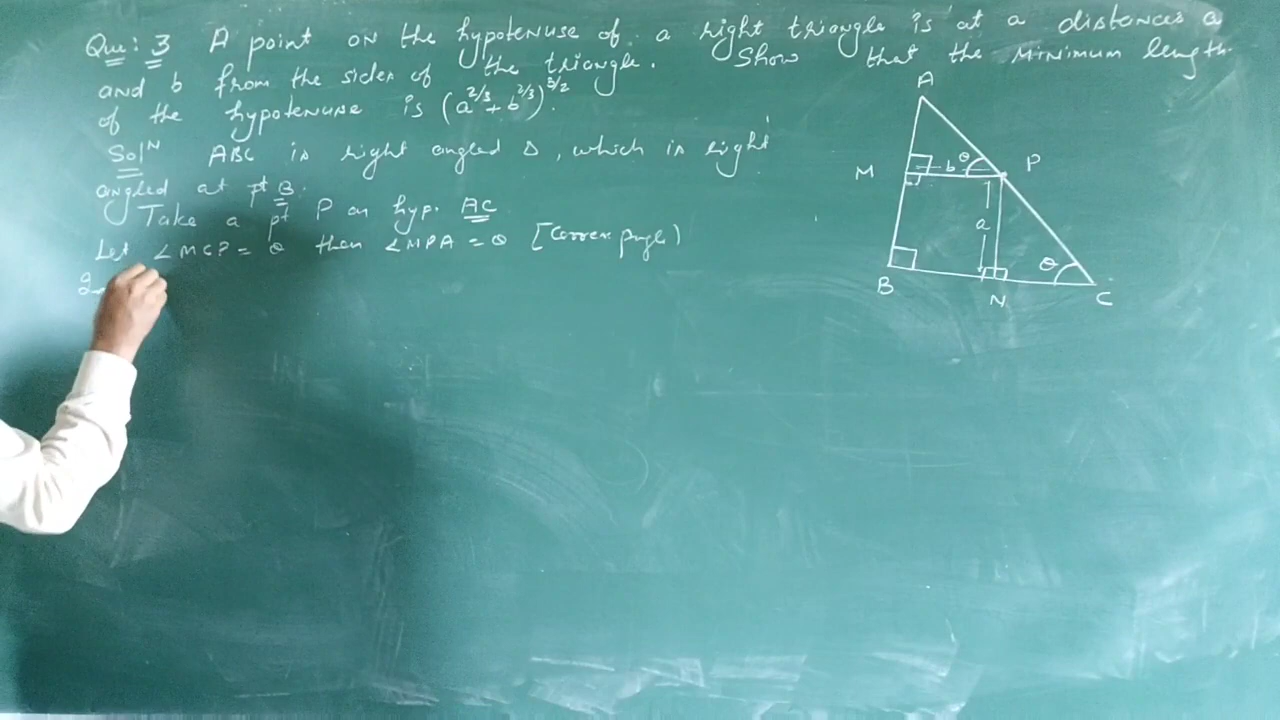 Que: 3 A point on the hypotenuse of a right triangle is at a distances a
and b from the sides of the triangle. Show that the minimum length
of the hypotenuse is (a^2/3 + b^2/3)^3/2.
Sol^N ABC is right angled Δ, which is right
angled at pt B.
Take a pt P on hyp. AC
Let ∠MCP = θ then ∠MPA = θ [Corres pngls)
A
M
b
θ
P
a
θ
B
N
C